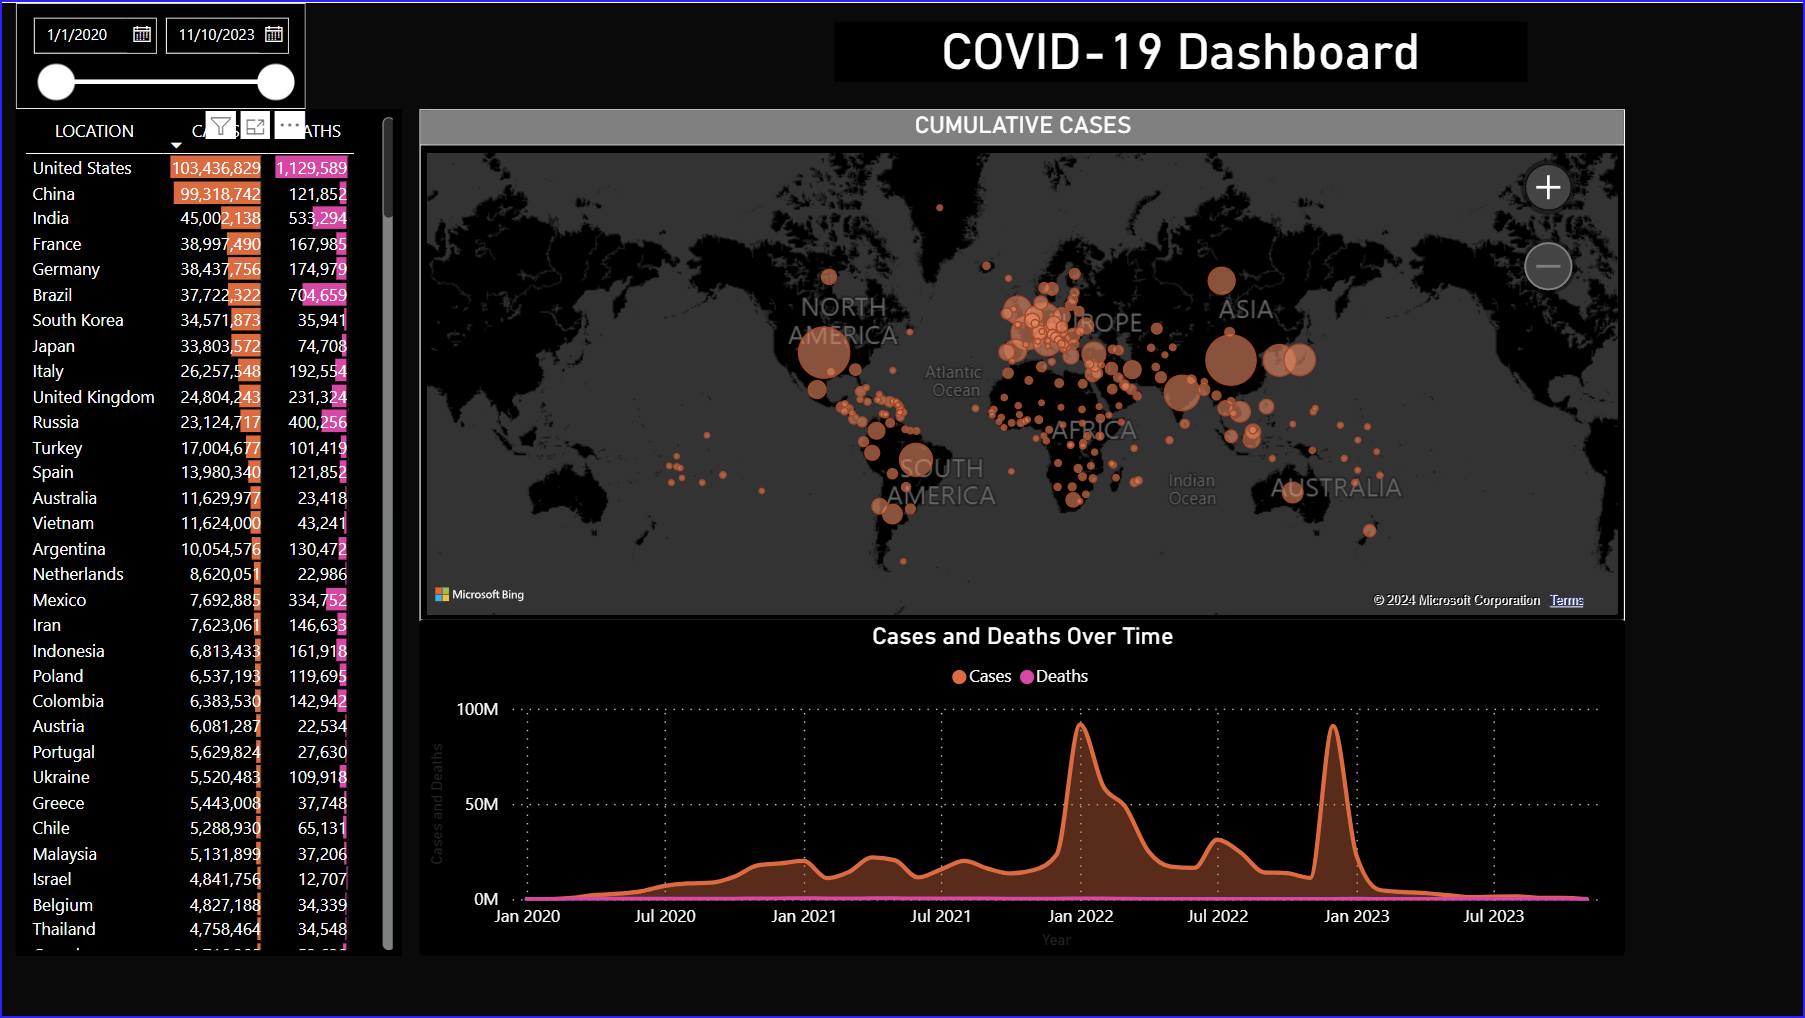 1/1/2020 11/10/2023
COVID-19 Dashboard
LOCATION CA ATHS
United States 103,436,829 1,129,589
China 99,318,742 121,852
India 45,002,138 533,294
France 38,997,490 167,985
Germany 38,437,756 174,979
Brazil 37,722,322 704,659
South Korea 34,571,873 35,941
Japan 33,803,572 74,708
Italy 26,257,548 192,554
United Kingdom 24,804,243 231,324
Russia 23,124,717 400,256
Turkey 17,004,677 101,419
Spain 13,980,340 121,852
Australia 11,629,977 23,418
Vietnam 11,624,000 43,241
Argentina 10,054,576 130,472
Netherlands 8,620,051 22,986
Mexico 7,692,885 334,752
Iran 7,623,061 146,633
Indonesia 6,813,433 161,918
Poland 6,537,193 119,695
Colombia 6,383,530 142,942
Austria 6,081,287 22,534
Portugal 5,629,824 27,630
Ukraine 5,520,483 109,918
Greece 5,443,008 37,748
Chile 5,288,930 65,131
Malaysia 5,131,899 37,206
Israel 4,841,756 12,707
Belgium 4,827,188 34,339
Thailand 4,758,464 34,548
CUMULATIVE CASES
NORTH
AMERICA
EUROPE
ASIA
Atlantic
Ocean
AFRICA
SOUTH
AMERICA
Indian
Ocean
AUSTRALIA
Microsoft Bing
© 2024 Microsoft Corporation Terms
Cases and Deaths Over Time
Cases Deaths
Cases and Deaths
100M
50M
0M
Jan 2020 Jul 2020 Jan 2021 Jul 2021 Jan 2022 Jul 2022 Jan 2023 Jul 2023
Year